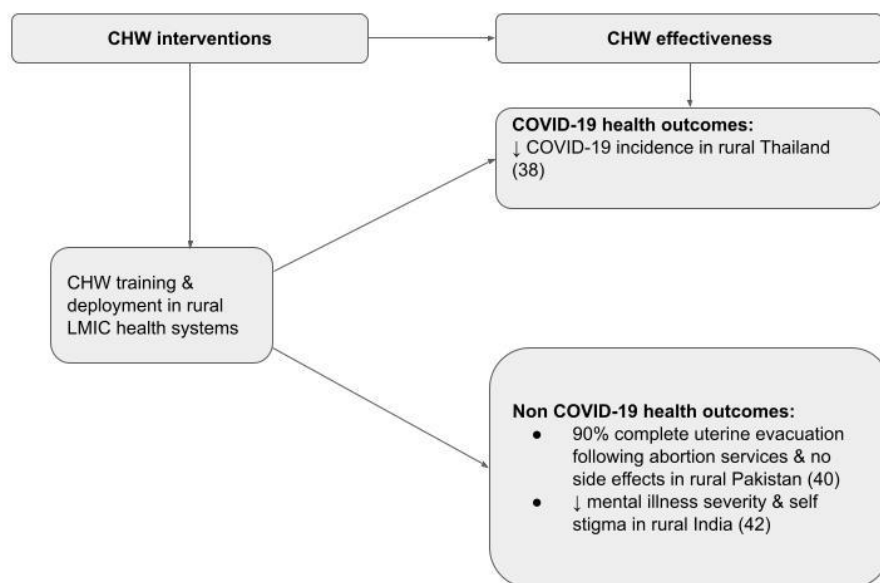 CHW interventions
CHW effectiveness
COVID-19 health outcomes:
↓ COVID-19 incidence in rural Thailand
(38)
CHW training &
deployment in rural
LMIC health systems
Non COVID-19 health outcomes:
● 90% complete uterine evacuation
following abortion services & no
side effects in rural Pakistan (40)
● ↓ mental illness severity & self
stigma in rural India (42)